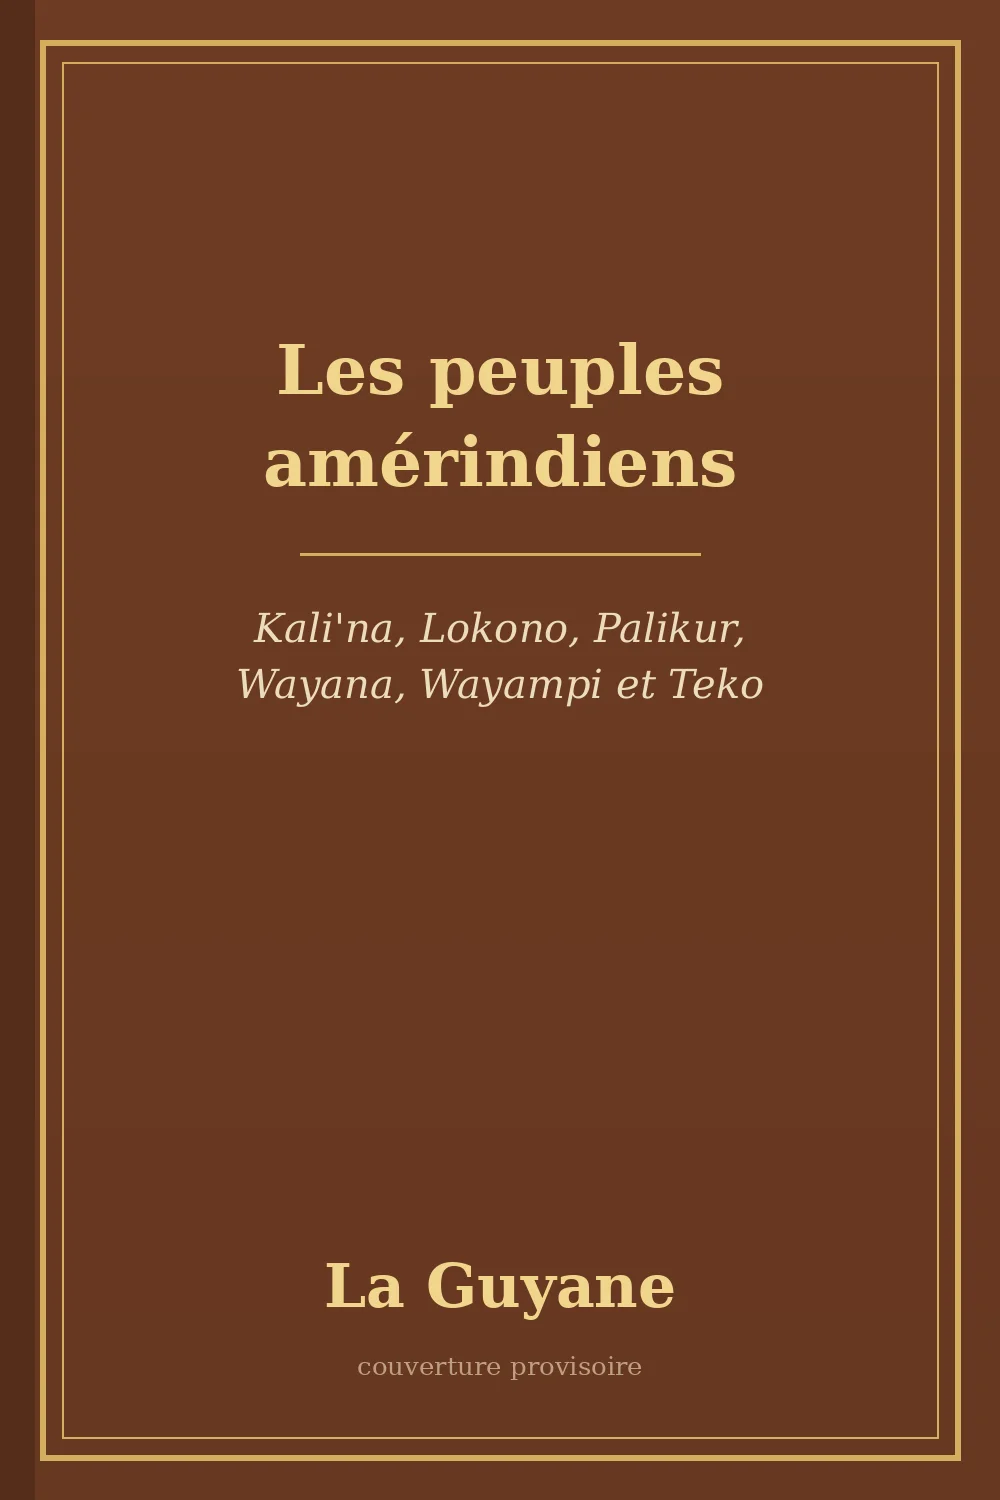 Les peuples
amérindiens
Kali'na, Lokono, Palikur,
Wayana, Wayampi et Teko
La Guyane
couverture provisoire